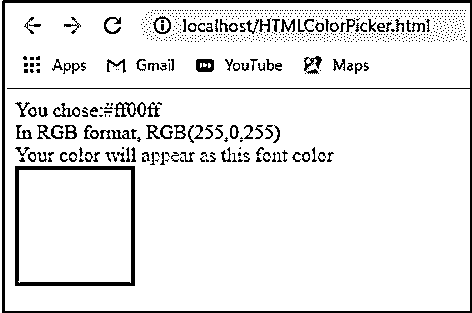 localhost/HTMLColorPicker.html
Apps Gmail YouTube Maps
You chose:#ff00ff
In RGB format, RGB(255,0,255)
Your color will appear as this font color